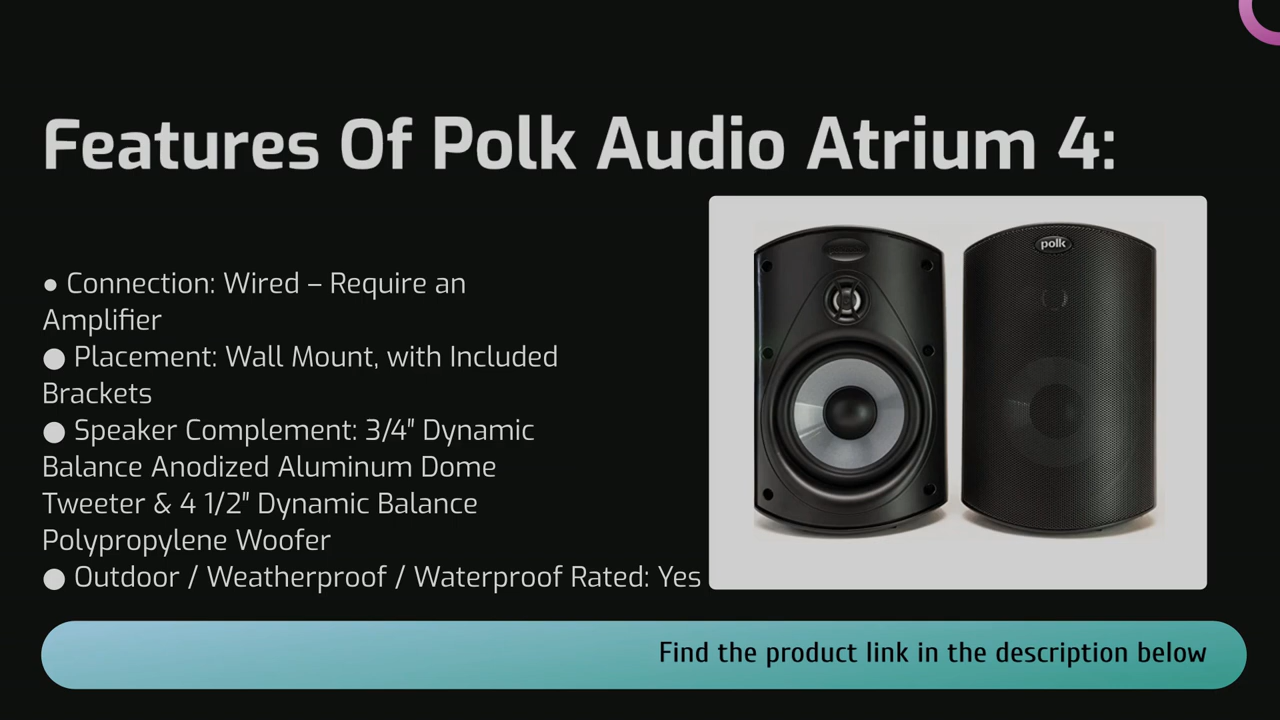 Features Of Polk Audio Atrium 4:
polk
● Connection: Wired – Require an
Amplifier
● Placement: Wall Mount, with Included
Brackets
● Speaker Complement: 3/4" Dynamic
Balance Anodized Aluminum Dome
Tweeter & 4 1/2" Dynamic Balance
Polypropylene Woofer
● Outdoor / Weatherproof / Waterproof Rated: Yes
Find the product link in the description below